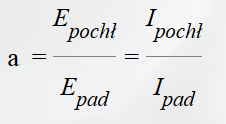 a = E_pochł / E_pad = I_pochł / I_pad